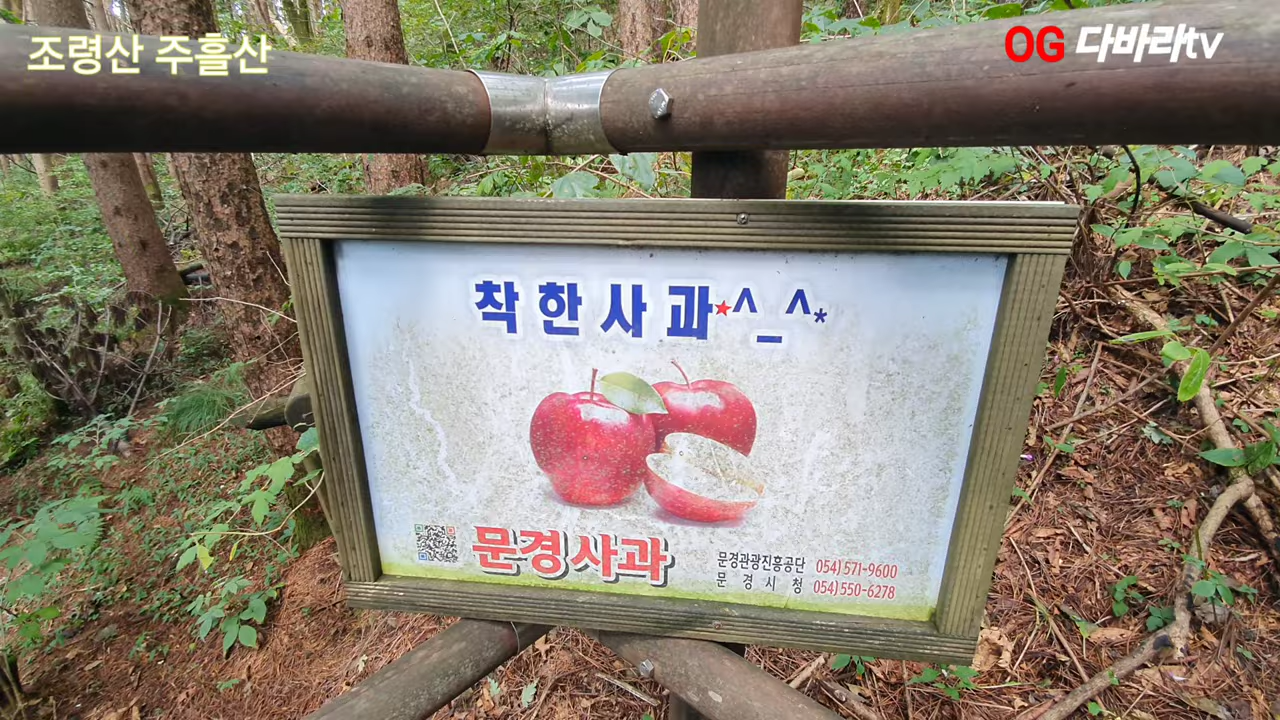 조령산 주흘산
OG 다바라tv
착한사과*^_^*
문경사과
문경관광진흥공단 054) 571-9600
문경시청 054) 550-6278